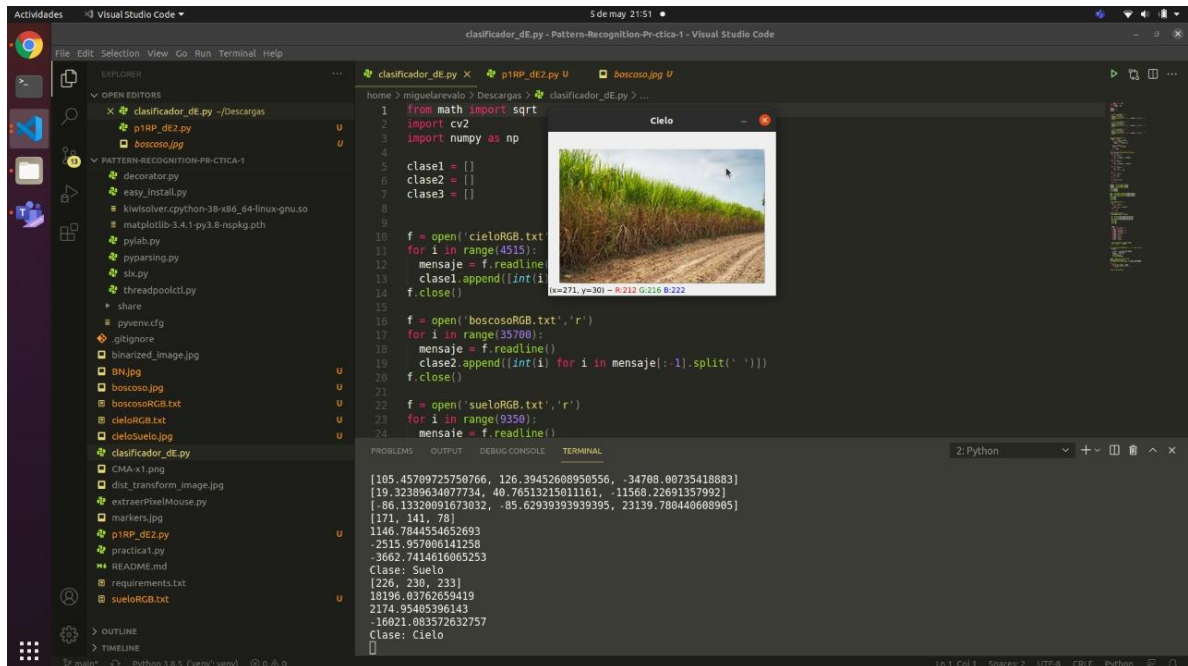 Actividades
Visual Studio Code
5 de may 21:51
clasificador_dE.py - Pattern-Recognition-Pr-ctica-1 - Visual Studio Code
File Edit Selection View Go Run Terminal Help
EXPLORER
OPEN EDITORS
clasificador_dE.py ~/Descargas
p1RP_dE2.py U
boscoso.jpg U
PATTERN-RECOGNITION-PR-CTICA-1
decorator.py
easy_install.py
kiwisolver.cpython-38-x86_64-linux-gnu.so
matplotlib-3.4.1-py3.8-nspkg.pth
pylab.py
pyparsing.py
six.py
threadpoolctl.py
share
pyvenv.cfg
.gitignore
binarized_image.jpg
BN.jpg U
boscoso.jpg U
boscosoRGB.txt U
cieloRGB.txt U
cieloSuelo.jpg U
clasificador_dE.py
CMA-x1.png
dist_transform_image.jpg
extraerPixelMouse.py
markers.jpg
p1RP_dE2.py U
practica1.py
README.md
requirements.txt
sueloRGB.txt U
OUTLINE
TIMELINE
13
clasificador_dE.py
p1RP_dE2.py U
boscoso.jpg U
home > miguelarevalo > Descargas > clasificador_dE.py > ...
1 from math import sqrt
2 import cv2
3 import numpy as np
4
5 clase1 = []
6 clase2 = []
7 clase3 = []
8
9
10 f = open('cieloRGB.txt'
11 for i in range(4515):
12 mensaje = f.readline(
13 clase1.append([int(i)
14 f.close()
15
16 f = open('boscosoRGB.txt','r')
17 for i in range(35700):
18 mensaje = f.readline()
19 clase2.append([int(i) for i in mensaje[:-1].split(' ')])
20 f.close()
21
22 f = open('sueloRGB.txt','r')
23 for i in range(9350):
24 mensaje = f.readline()
Cielo
(x=271, y=30) ~ R:212 G:216 B:222
PROBLEMS OUTPUT DEBUG CONSOLE TERMINAL
2: Python
[105.45709725750766, 126.39452608950556, -34708.00735418883]
[19.32389634077734, 40.76513215011161, -11568.22691357992]
[-86.13320091673032, -85.62939393939395, 23139.780440608905]
[171, 141, 78]
1146.7844554652693
-2515.957006141258
-3662.7414616065253
Clase: Suelo
[226, 230, 233]
18196.03762659419
2174.95405396143
-16021.083572632757
Clase: Cielo
main* Python 3.8.5 ('venv': venv) 0 0
Ln 1, Col 1 Spaces: 2 UTF-8 CRLF Python